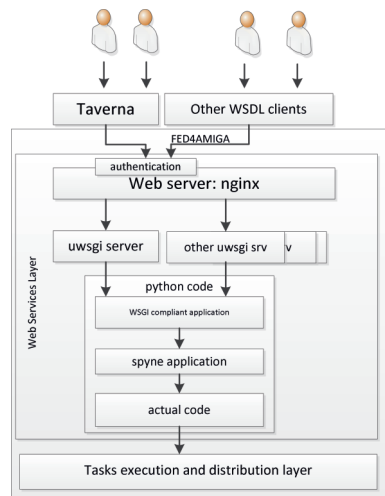 Taverna
Other WSDL clients
FED4AMIGA
authentication
Web server: nginx
uwsgi server
other uwsgi srv
v
Web Services Layer
python code
WSGI compliant application
spyne application
actual code
Tasks execution and distribution layer